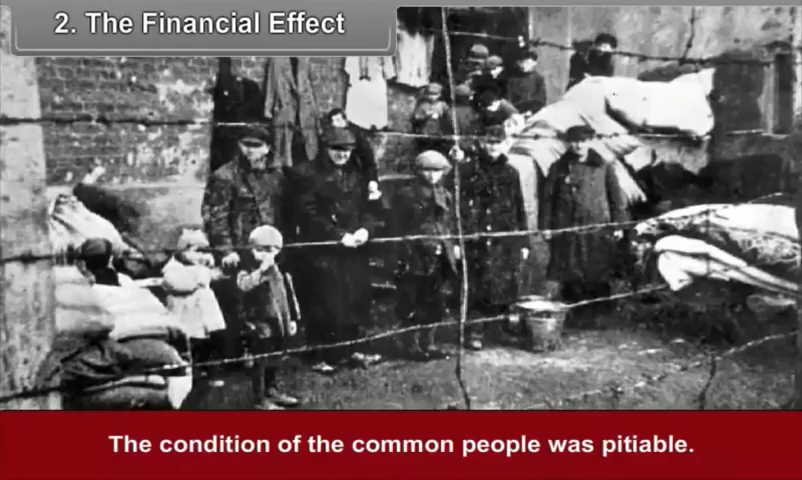 2. The Financial Effect
The condition of the common people was pitiable.